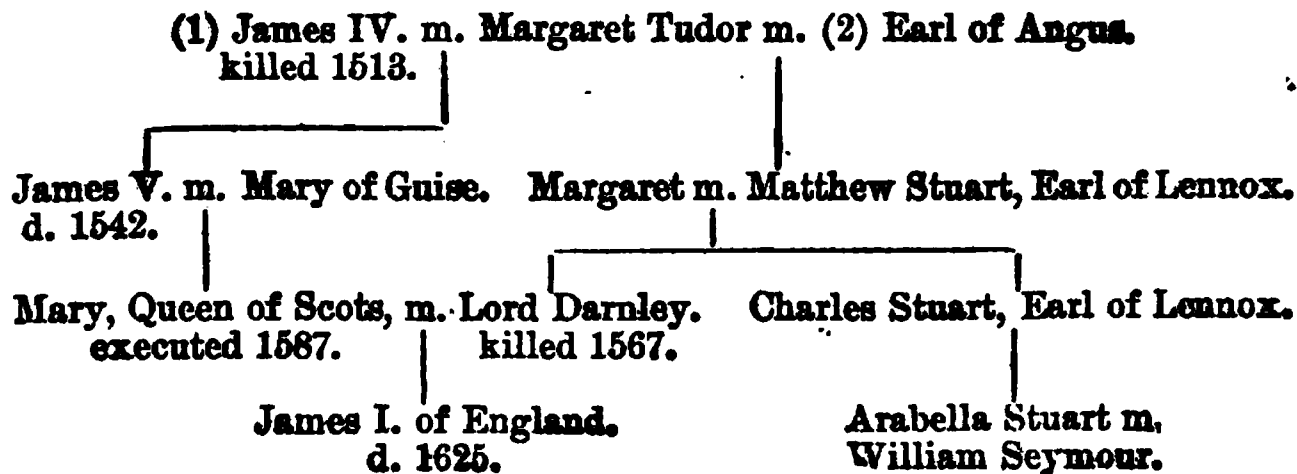 (1) James IV. m. Margaret Tudor m. (2) Earl of Angus.
killed 1513.
James V. m. Mary of Guise. Margaret m. Matthew Stuart, Earl of Lennox.
d. 1542.
Mary, Queen of Scots, m. Lord Darnley. Charles Stuart, Earl of Lennox.
executed 1587. killed 1567.
James I. of England. Arabella Stuart m.
d. 1625. William Seymour.